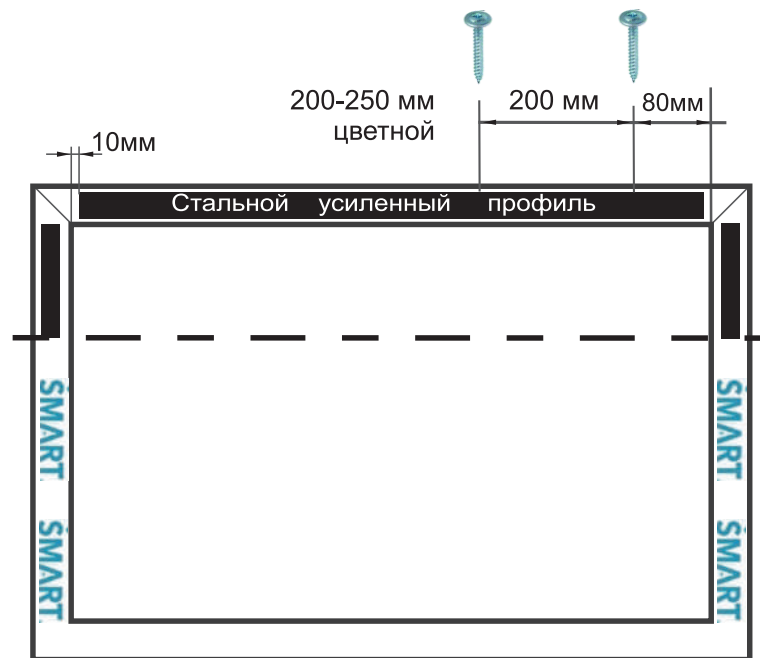 200-250 мм
цветной
200 мм
80мм
10мм
Стальной усиленный профиль
SMART
SMART
SMART
SMART